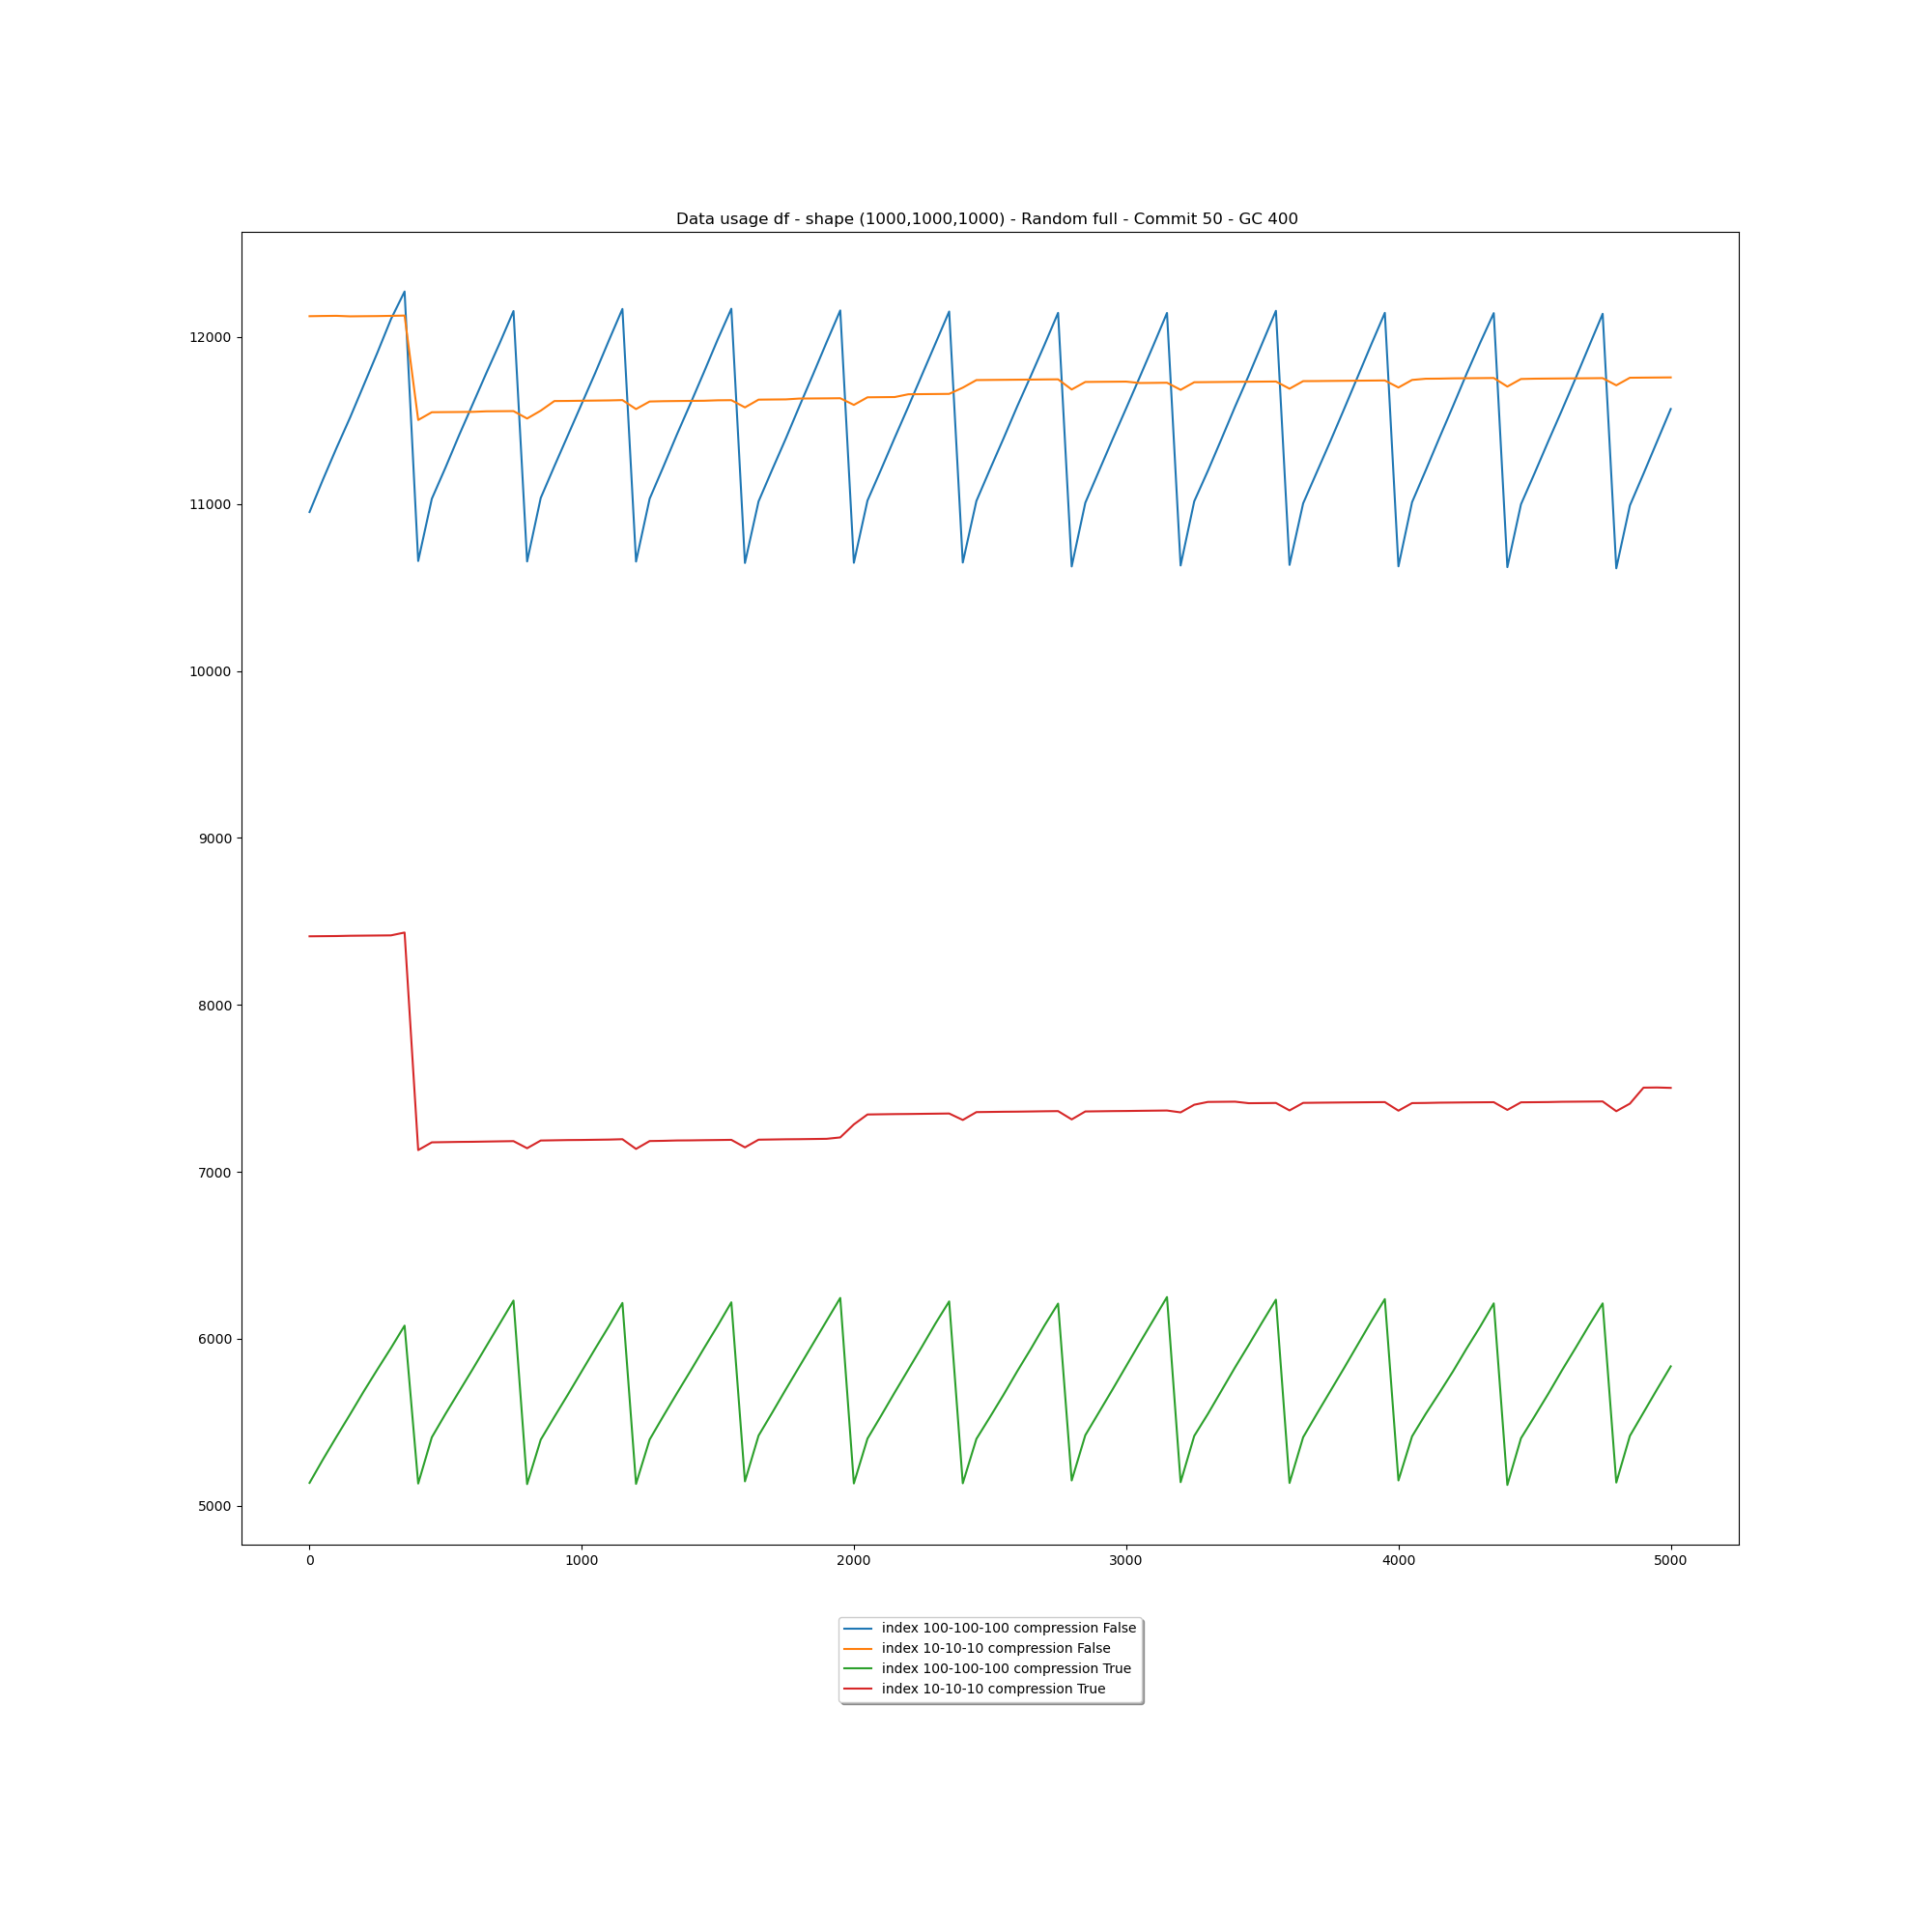 Data usage df - shape (1000,1000,1000) - Random full - Commit 50 - GC 400
12000
11000
10000
9000
8000
7000
6000
5000
0 1000 2000 3000 4000 5000
index 100-100-100 compression False
index 10-10-10 compression False
index 100-100-100 compression True
index 10-10-10 compression True